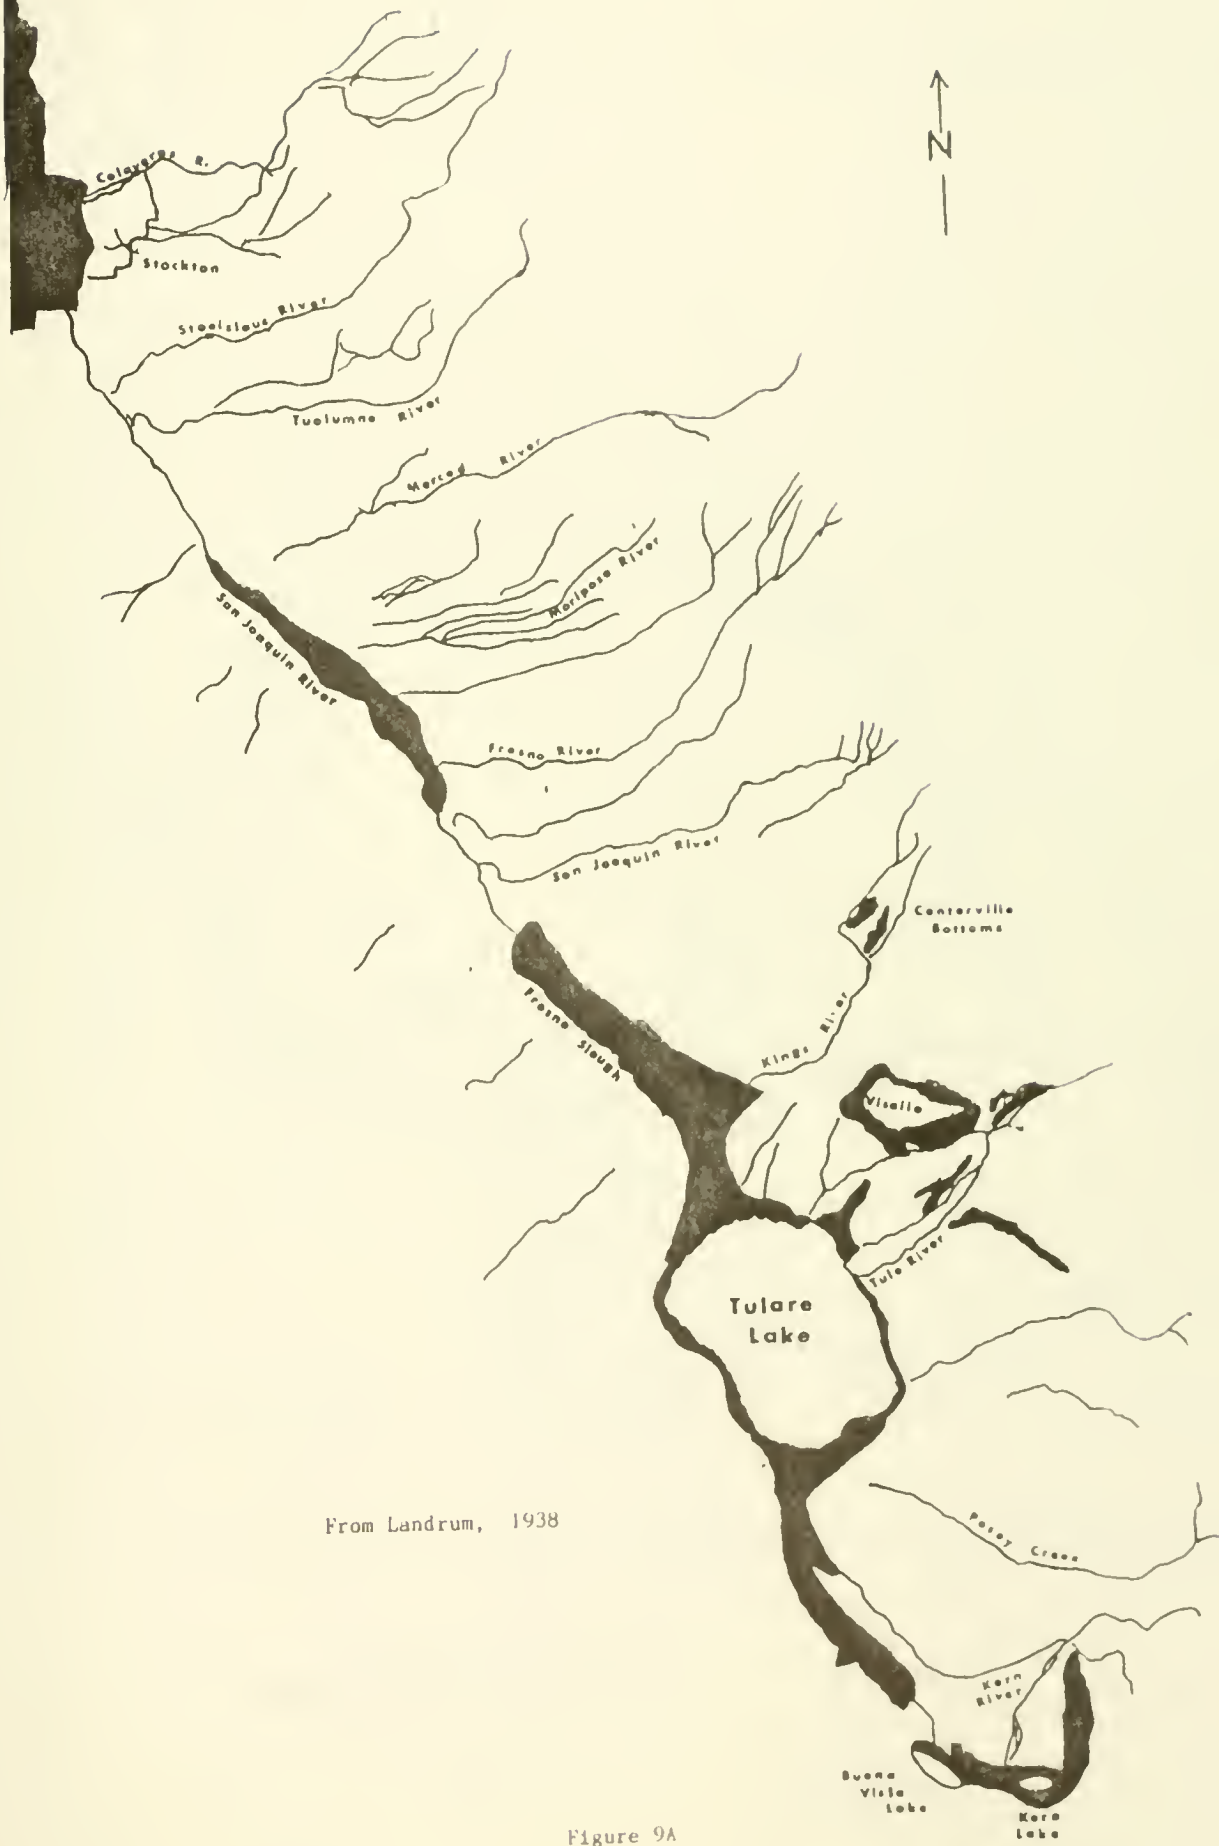 N
Calaveras R.
Stockton
Stanislaus River
Tuolumne River
Merced River
Mariposa River
San Joaquin River
Fresno River
San Joaquin River
Centerville
Bottoms
Fresno Slough
Kings River
Visalia
Tule River
Tulare
Lake
From Landrum, 1938
Posey Creek
Kern
River
Buena
Vista
Lake
Kern
Lake
Figure 9A